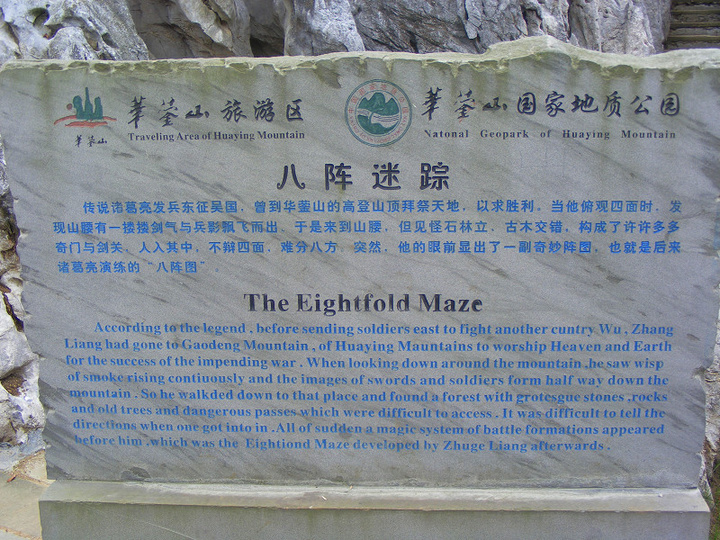 華蓥山旅游区
Traveling Area of Huaying Mountain
華蓥山
華蓥山国家地质公园
Natonal Geopark of Huaying Mountain
八阵迷踪
传说诸葛亮发兵东征吴国，曾到华蓥山的高登山顶拜祭天地，以求胜利。当他俯观四面时，发
现山腰有一搂搂剑气与兵影飘飞而出，于是来到山腰，但见怪石林立，古木交错，构成了许许多多
奇门与剑关，人入其中，不辩四面，难分八方，突然，他的眼前显出了一副奇妙阵图，也就是后来
诸葛亮演练的“八阵图”。
The Eightfold Maze
According to the legend , before sending soldiers east to fight another cuntry Wu , Zhang
Liang had gone to Gaodeng Mountain , of Huaying Mauntains to worship Heaven and Earth
for the success of the impending war . When looking down around the mountain ,he saw wisp
of smoke rising contiuously and the images of swords and soldiers form half way down the
mountain . So he walkded down to that place and found a forest with grotesgue stones ,rocks
and old trees and dangerous passes which were difficult to access . It was difficult to tell the
directions when one got into in .All of sudden a magic system of battle formations appeared
before him ,which was the Eightiond Maze developed by Zhuge Liang afterwards .